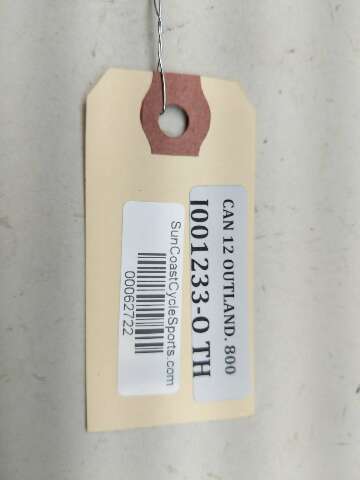 CAN 12 OUTLAND. 800
I001233-O TH
SunCoastCycleSports.com
00062722